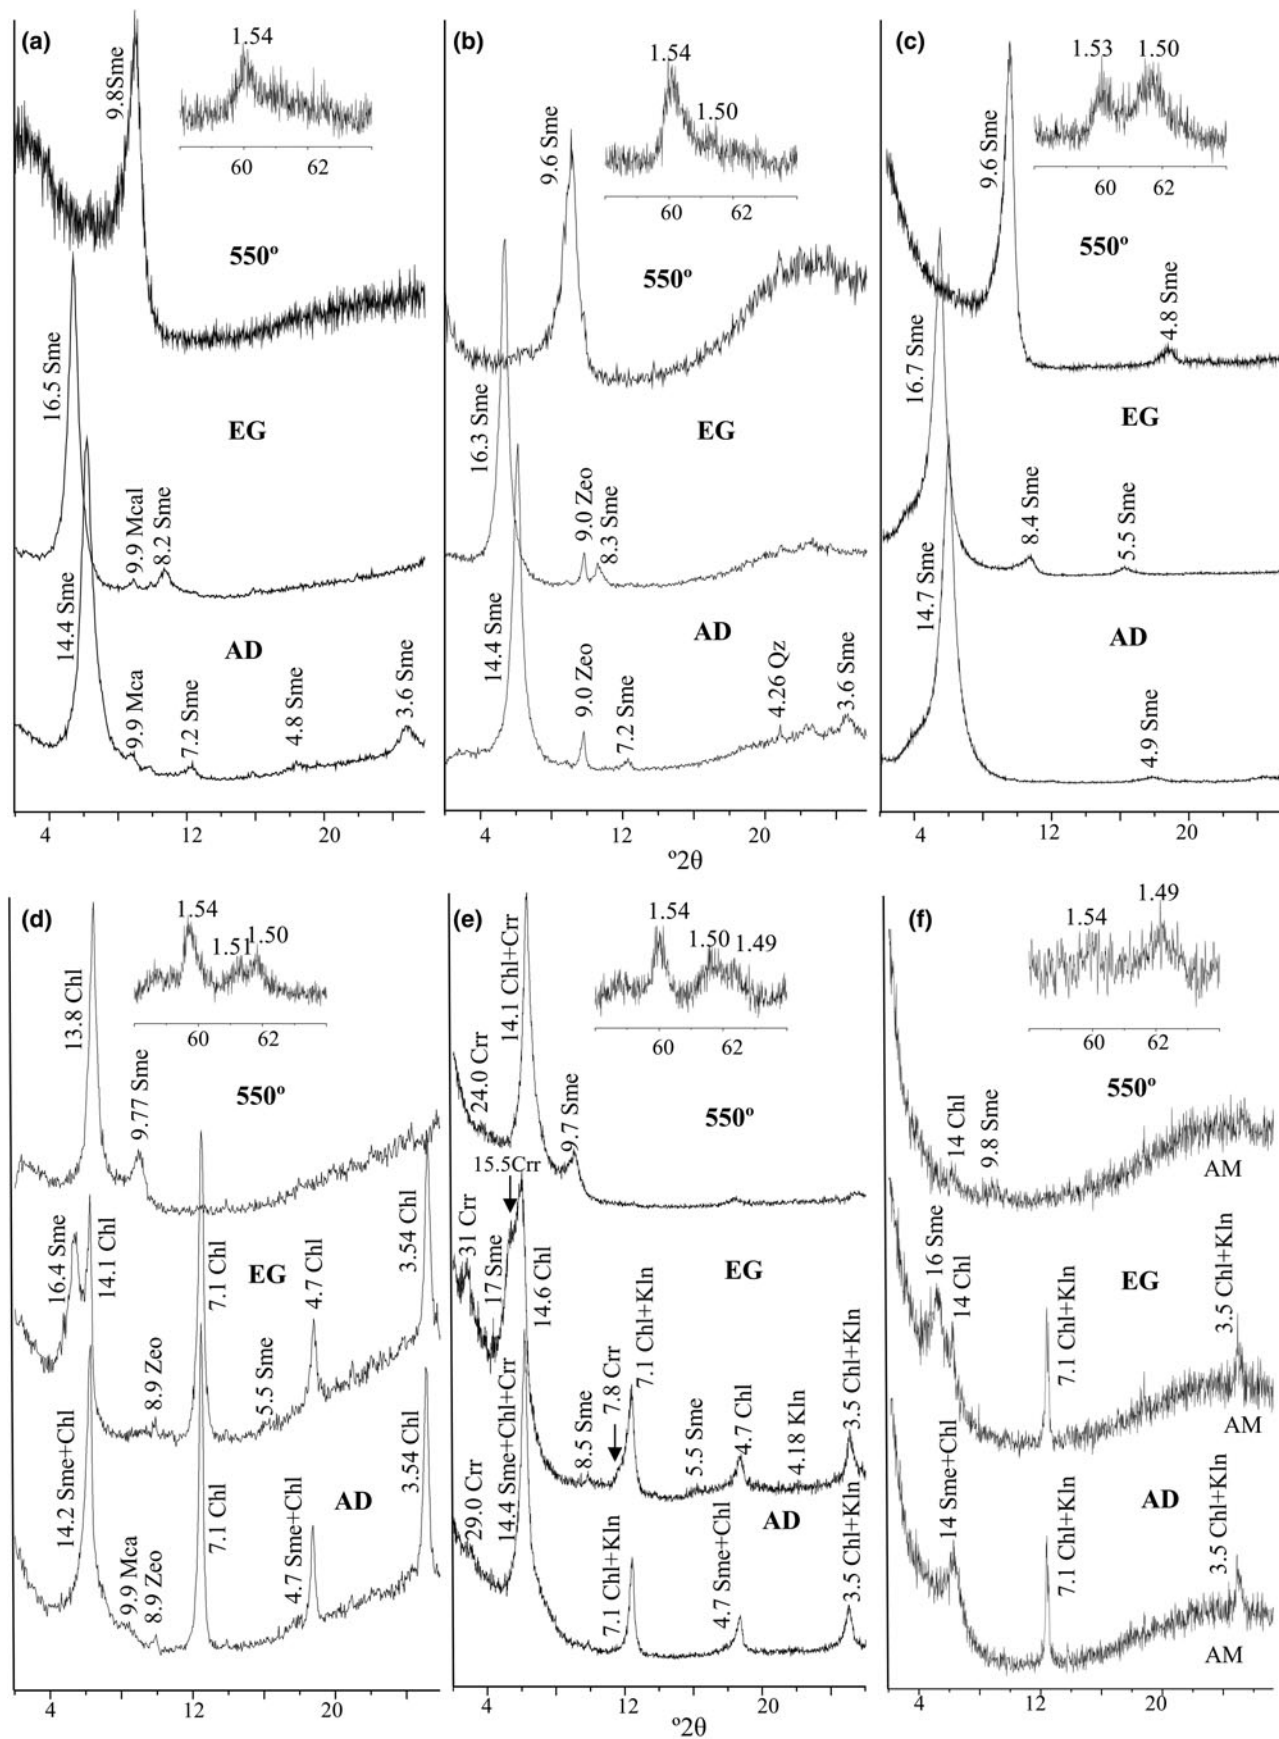 (a)
1.54
9.8Sme
60 62
550º
16.5 Sme
EG
9.9 Mcal
8.2 Sme
14.4 Sme
AD
9.9 Mca
7.2 Sme
4.8 Sme
3.6 Sme
4 12 20
(b)
1.54
1.50
9.6 Sme
60 62
550º
16.3 Sme
EG
9.0 Zeo
8.3 Sme
14.4 Sme
AD
9.0 Zeo
7.2 Sme
4.26 Qz
3.6 Sme
4 12 20
º2θ
(c)
1.53 1.50
9.6 Sme
60 62
550º
4.8 Sme
16.7 Sme
EG
8.4 Sme
5.5 Sme
14.7 Sme
AD
4.9 Sme
4 12 20
(d)
1.54
1.51 1.50
13.8 Chl
60 62
9.77 Sme
550º
16.4 Sme
14.1 Chl
7.1 Chl
EG
4.7 Chl
3.54 Chl
8.9 Zeo
5.5 Sme
14.2 Sme+Chl
AD
9.9 Mca
8.9 Zeo
7.1 Chl
4.7 Sme+Chl
3.54 Chl
4 12 20
(e)
1.54
1.50 1.49
14.1 Chl+Crr
60 62
24.0 Crr
9.7 Sme
550º
15.5Crr
31 Crr
17 Sme
14.6 Chl
EG
8.5 Sme
7.8 Crr
7.1 Chl+Kln
5.5 Sme
4.7 Chl
4.18 Kln
3.5 Chl+Kln
29.0 Crr
14.4 Sme+Chl+Crr
AD
7.1 Chl+Kln
4.7 Sme+Chl
3.5 Chl+Kln
4 12 20
º2θ
(f)
1.54 1.49
60 62
550º
14 Chl
9.8 Sme
AM
16 Sme
14 Chl
EG
7.1 Chl+Kln
3.5 Chl+Kln
AM
14 Sme+Chl
AD
7.1 Chl+Kln
3.5 Chl+Kln
AM
4 12 20